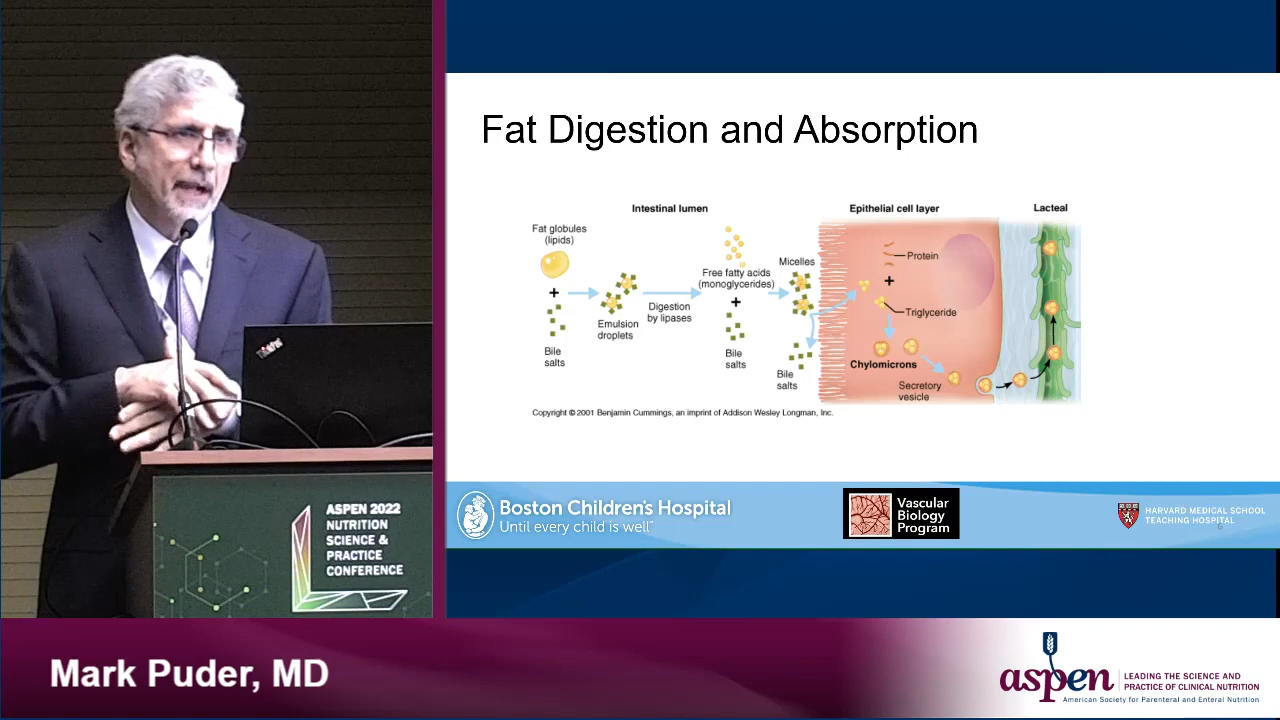 Fat Digestion and Absorption
Intestinal lumen
Epithelial cell layer
Lacteal
Fat globules
(lipids)
+
Bile
salts
Emulsion
droplets
Digestion
by lipases
Free fatty acids
(monoglycerides)
+
Bile
salts
Micelles
Bile
salts
Protein
+
Triglyceride
Chylomicrons
Secretory
vesicle
Copyright © 2001 Benjamin Cummings, an imprint of Addison Wesley Longman, Inc.
Boston Children's Hospital
Until every child is well™
Vascular
Biology
Program
HARVARD MEDICAL SCHOOL
TEACHING HOSPITAL
6
ASPEN 2022
NUTRITION
SCIENCE &
PRACTICE
CONFERENCE
Mark Puder, MD
aspen
LEADING THE SCIENCE AND
PRACTICE OF CLINICAL NUTRITION
American Society for Parenteral and Enteral Nutrition